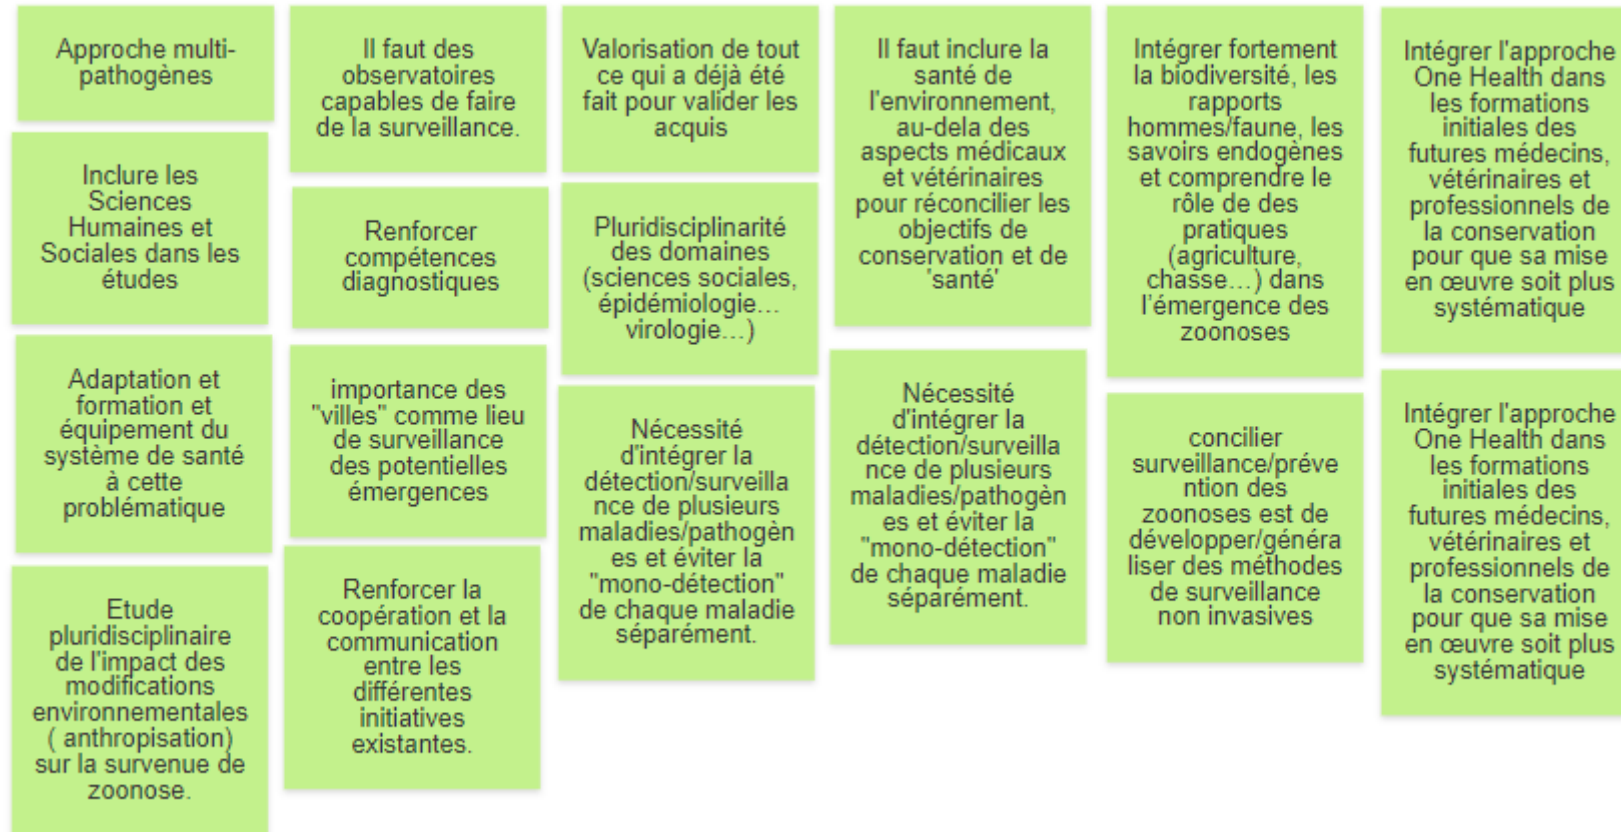 Approche multi-
pathogènes
Inclure les
Sciences
Humaines et
Sociales dans les
études
Adaptation et
formation et
équipement du
système de santé
à cette
problématique
Etude
pluridisciplinaire
de l'impact des
modifications
environnementales
( anthropisation)
sur la survenue de
zoonose.
Il faut des
observatoires
capables de faire
de la surveillance.
Renforcer
compétences
diagnostiques
importance des
"villes" comme lieu
de surveillance
des potentielles
émergences
Renforcer la
coopération et la
communication
entre les
différentes
initiatives
existantes.
Valorisation de tout
ce qui a déjà été
fait pour valider les
acquis
Pluridisciplinarité
des domaines
(sciences sociales,
épidémiologie…
virologie…)
Nécessité
d'intégrer la
détection/surveilla
nce de plusieurs
maladies/pathogèn
es et éviter la
"mono-détection"
de chaque maladie
séparément.
Il faut inclure la
santé de
l'environnement,
au-dela des
aspects médicaux
et vétérinaires
pour réconcilier les
objectifs de
conservation et de
'santé'
Nécessité
d'intégrer la
détection/surveilla
nce de plusieurs
maladies/pathogèn
es et éviter la
"mono-détection"
de chaque maladie
séparément.
Intégrer fortement
la biodiversité, les
rapports
hommes/faune, les
savoirs endogènes
et comprendre le
rôle de des
pratiques
(agriculture,
chasse…) dans
l'émergence des
zoonoses
concilier
surveillance/préve
ntion des
zoonoses est de
développer/généra
liser des méthodes
de surveillance
non invasives
Intégrer l'approche
One Health dans
les formations
initiales des
futures médecins,
vétérinaires et
professionnels de
la conservation
pour que sa mise
en œuvre soit plus
systématique
Intégrer l'approche
One Health dans
les formations
initiales des
futures médecins,
vétérinaires et
professionnels de
la conservation
pour que sa mise
en œuvre soit plus
systématique